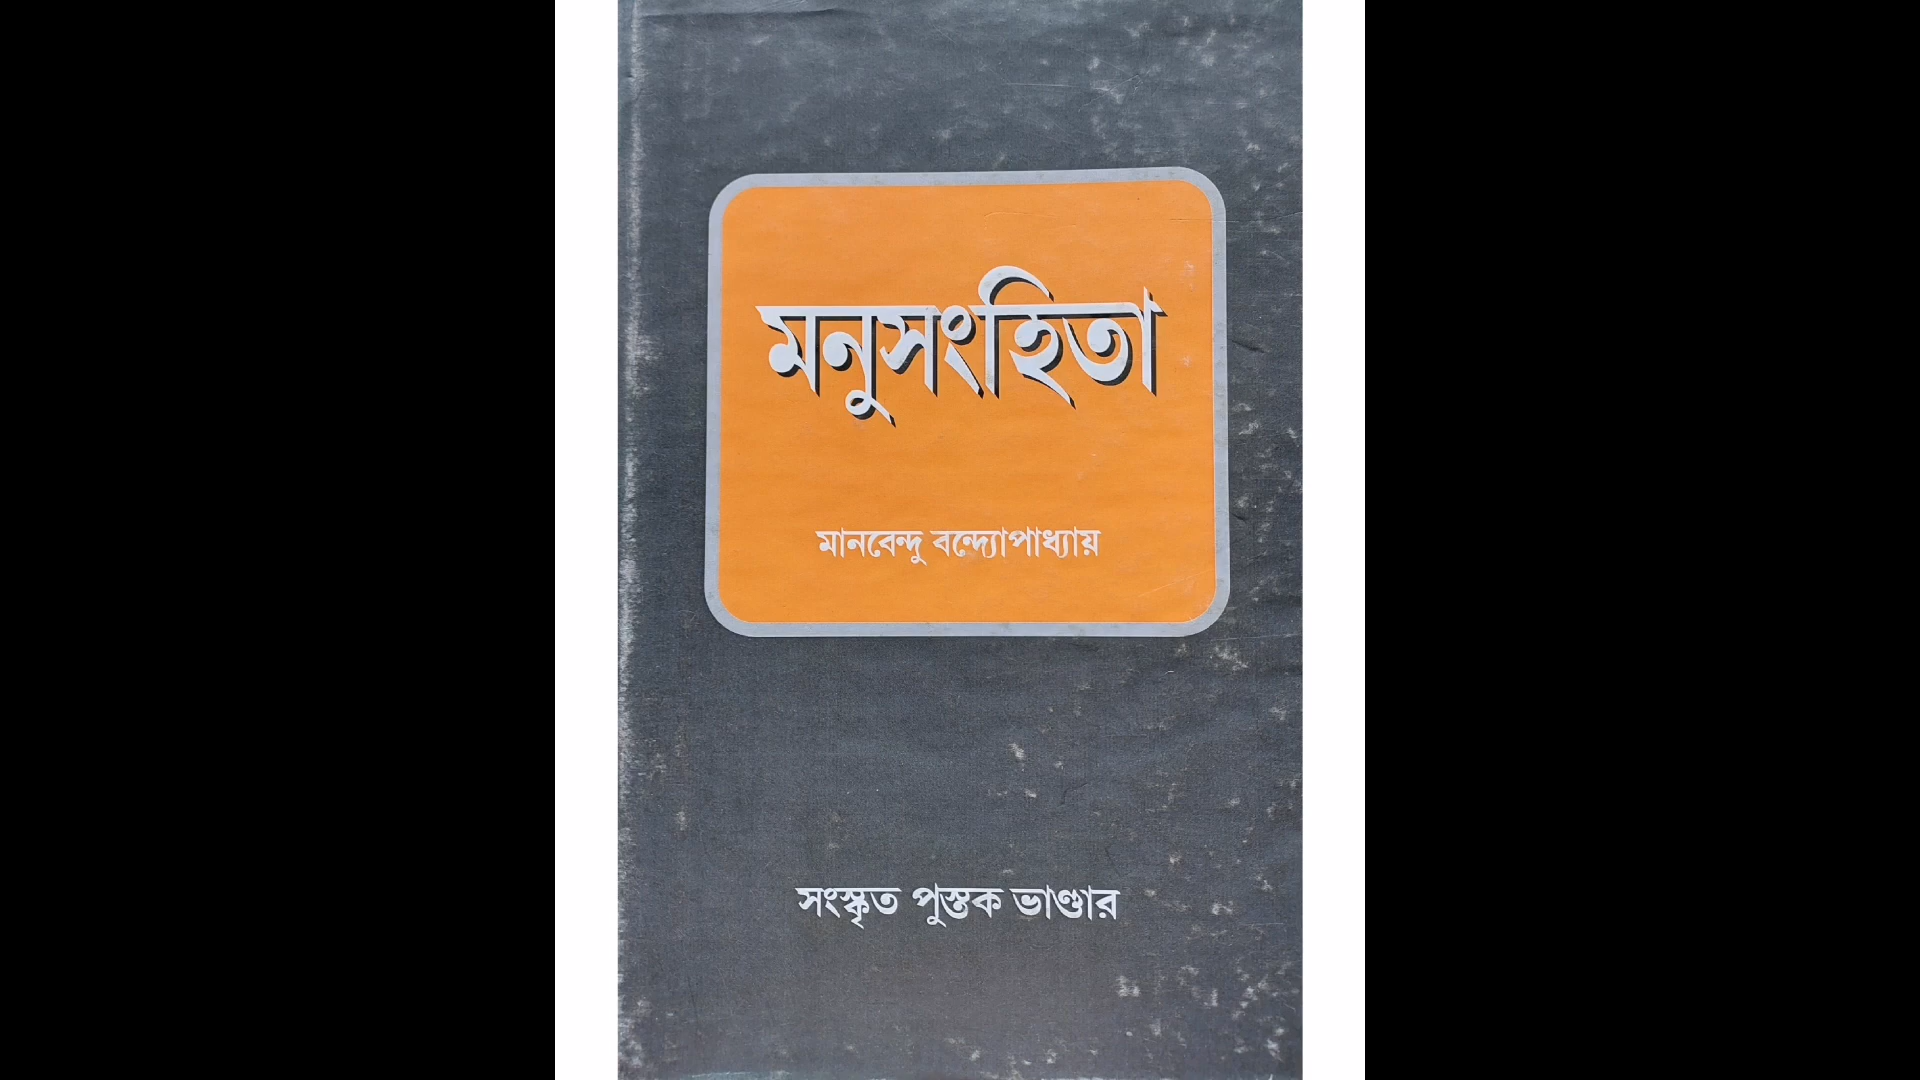 মনুসংহিতা
মানবেন্দু বন্দ্যোপাধ্যায়
সংস্কৃত পুস্তক ভাণ্ডার